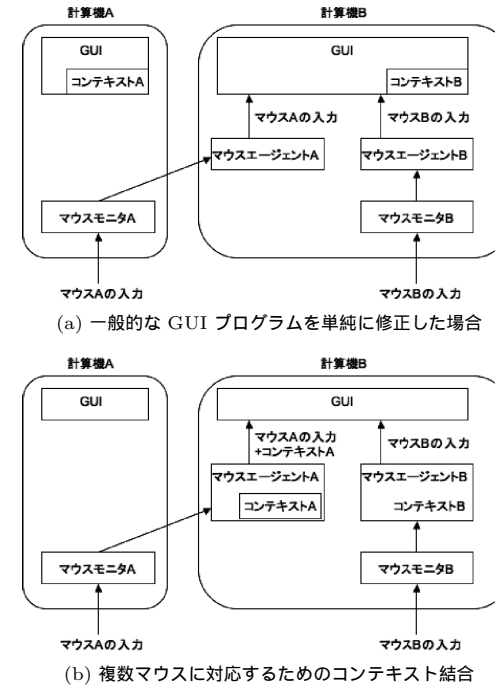 計算機A
計算機B
GUI
コンテキストA
GUI
コンテキストB
マウスAの入力
マウスBの入力
マウスエージェントA
マウスエージェントB
マウスモニタA
マウスモニタB
マウスAの入力
マウスBの入力
(a) 一般的な GUI プログラムを単純に修正した場合
計算機A
計算機B
GUI
GUI
マウスAの入力
+コンテキストA
マウスBの入力
マウスエージェントA
コンテキストA
マウスエージェントB
コンテキストB
マウスモニタA
マウスモニタB
マウスAの入力
マウスBの入力
(b) 複数マウスに対応するためのコンテキスト結合